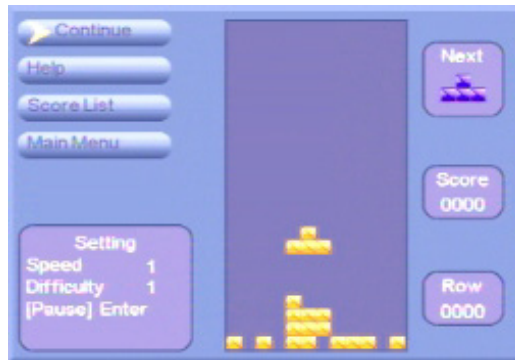 Continue
Help
Score List
Main Menu
Setting
Speed 1
Difficulty 1
[Pause] Enter
Next
Score
0000
Row
0000